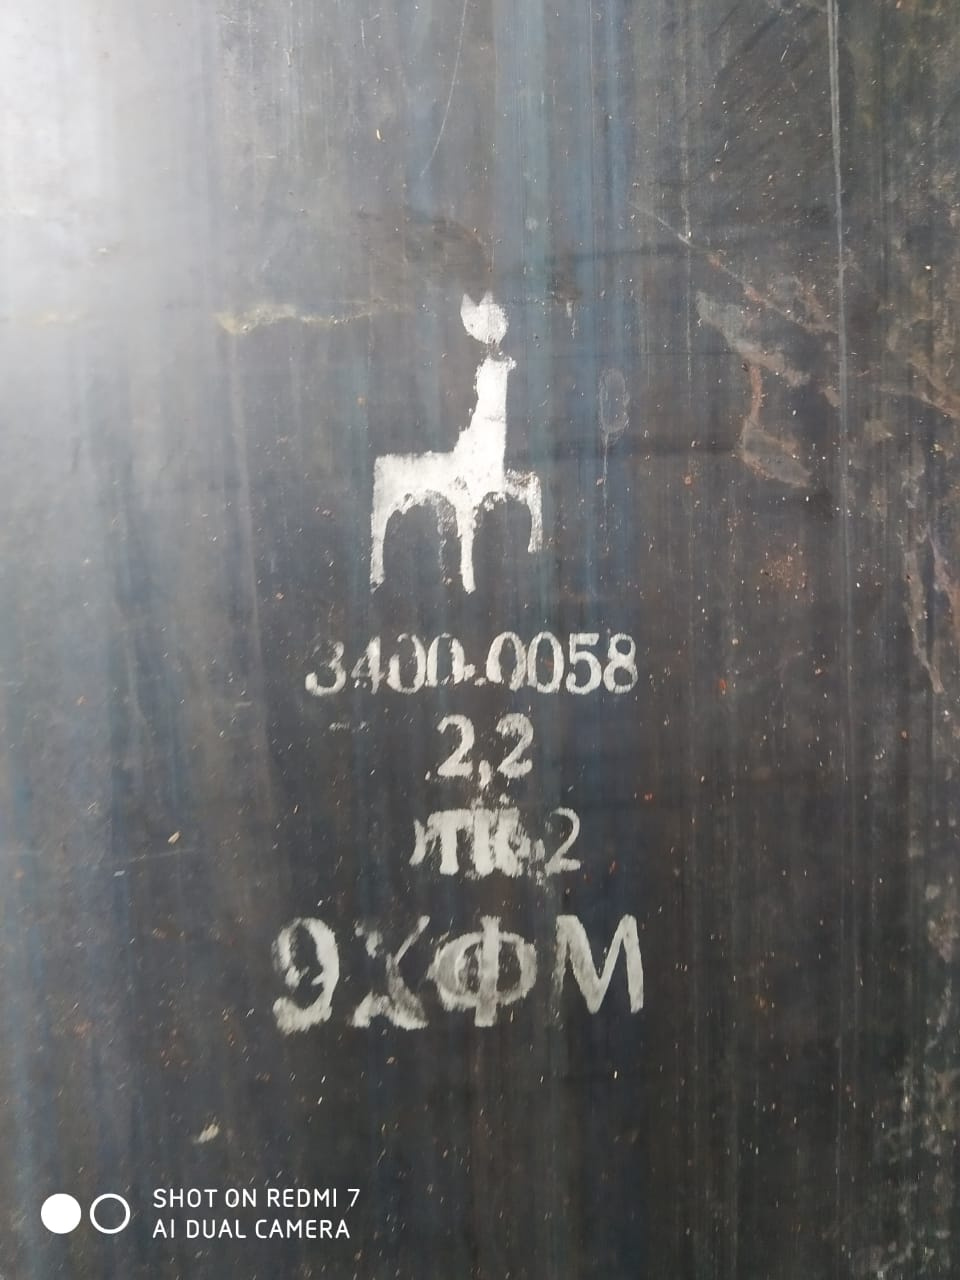 3400-0058
2,2
9ХФМ
SHOT ON REDMI 7
AI DUAL CAMERA